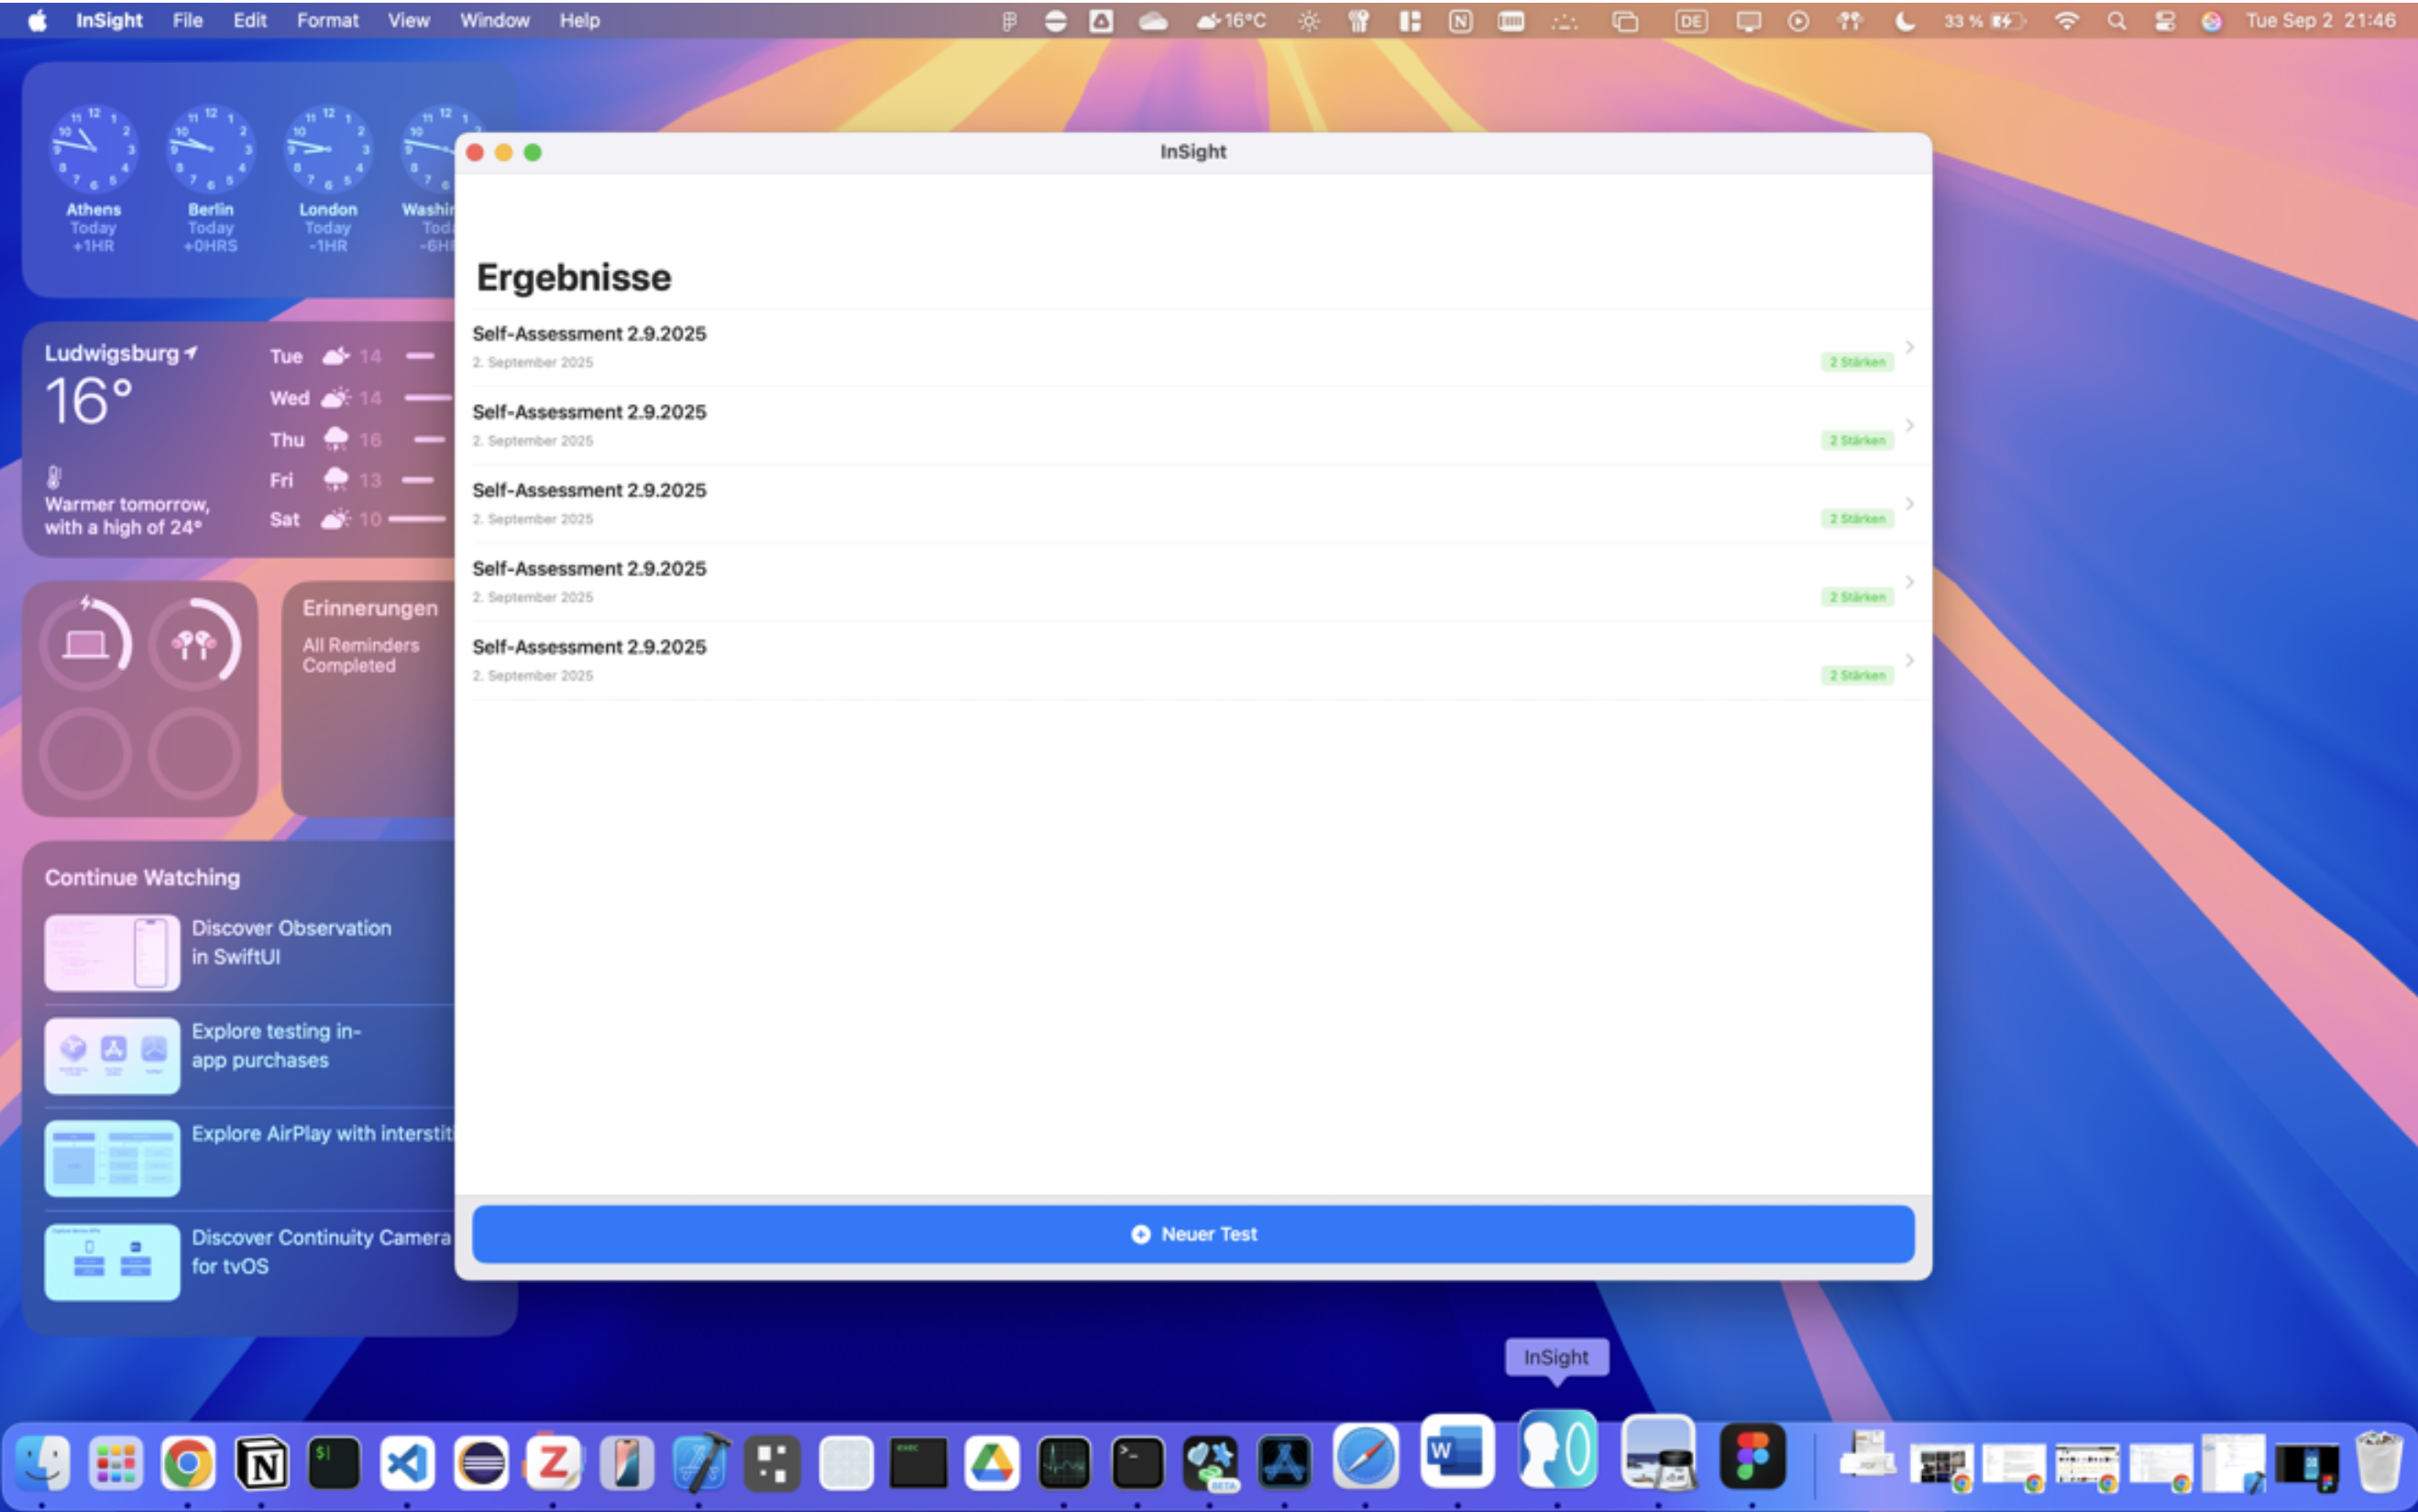 InSight File Edit Format View Window Help
16°C DE 33 % Tue Sep 2 21:46
Athens
Today
+1HR
Berlin
Today
+0HRS
London
Today
-1HR
Ludwigsburg
16°
Warmer tomorrow,
with a high of 24°
Tue 14
Wed 14
Thu 16
Fri 13
Sat 10
Erinnerungen
All Reminders
Completed
Continue Watching
Discover Observation
in SwiftUI
Explore testing in-
app purchases
Explore AirPlay with
Discover Continuity Camera
for tvOS
InSight
Ergebnisse
Self-Assessment 2.9.2025
2. September 2025
2 Stärken
Self-Assessment 2.9.2025
2. September 2025
2 Stärken
Self-Assessment 2.9.2025
2. September 2025
2 Stärken
Self-Assessment 2.9.2025
2. September 2025
2 Stärken
Self-Assessment 2.9.2025
2. September 2025
2 Stärken
Neuer Test
InSight
BETA